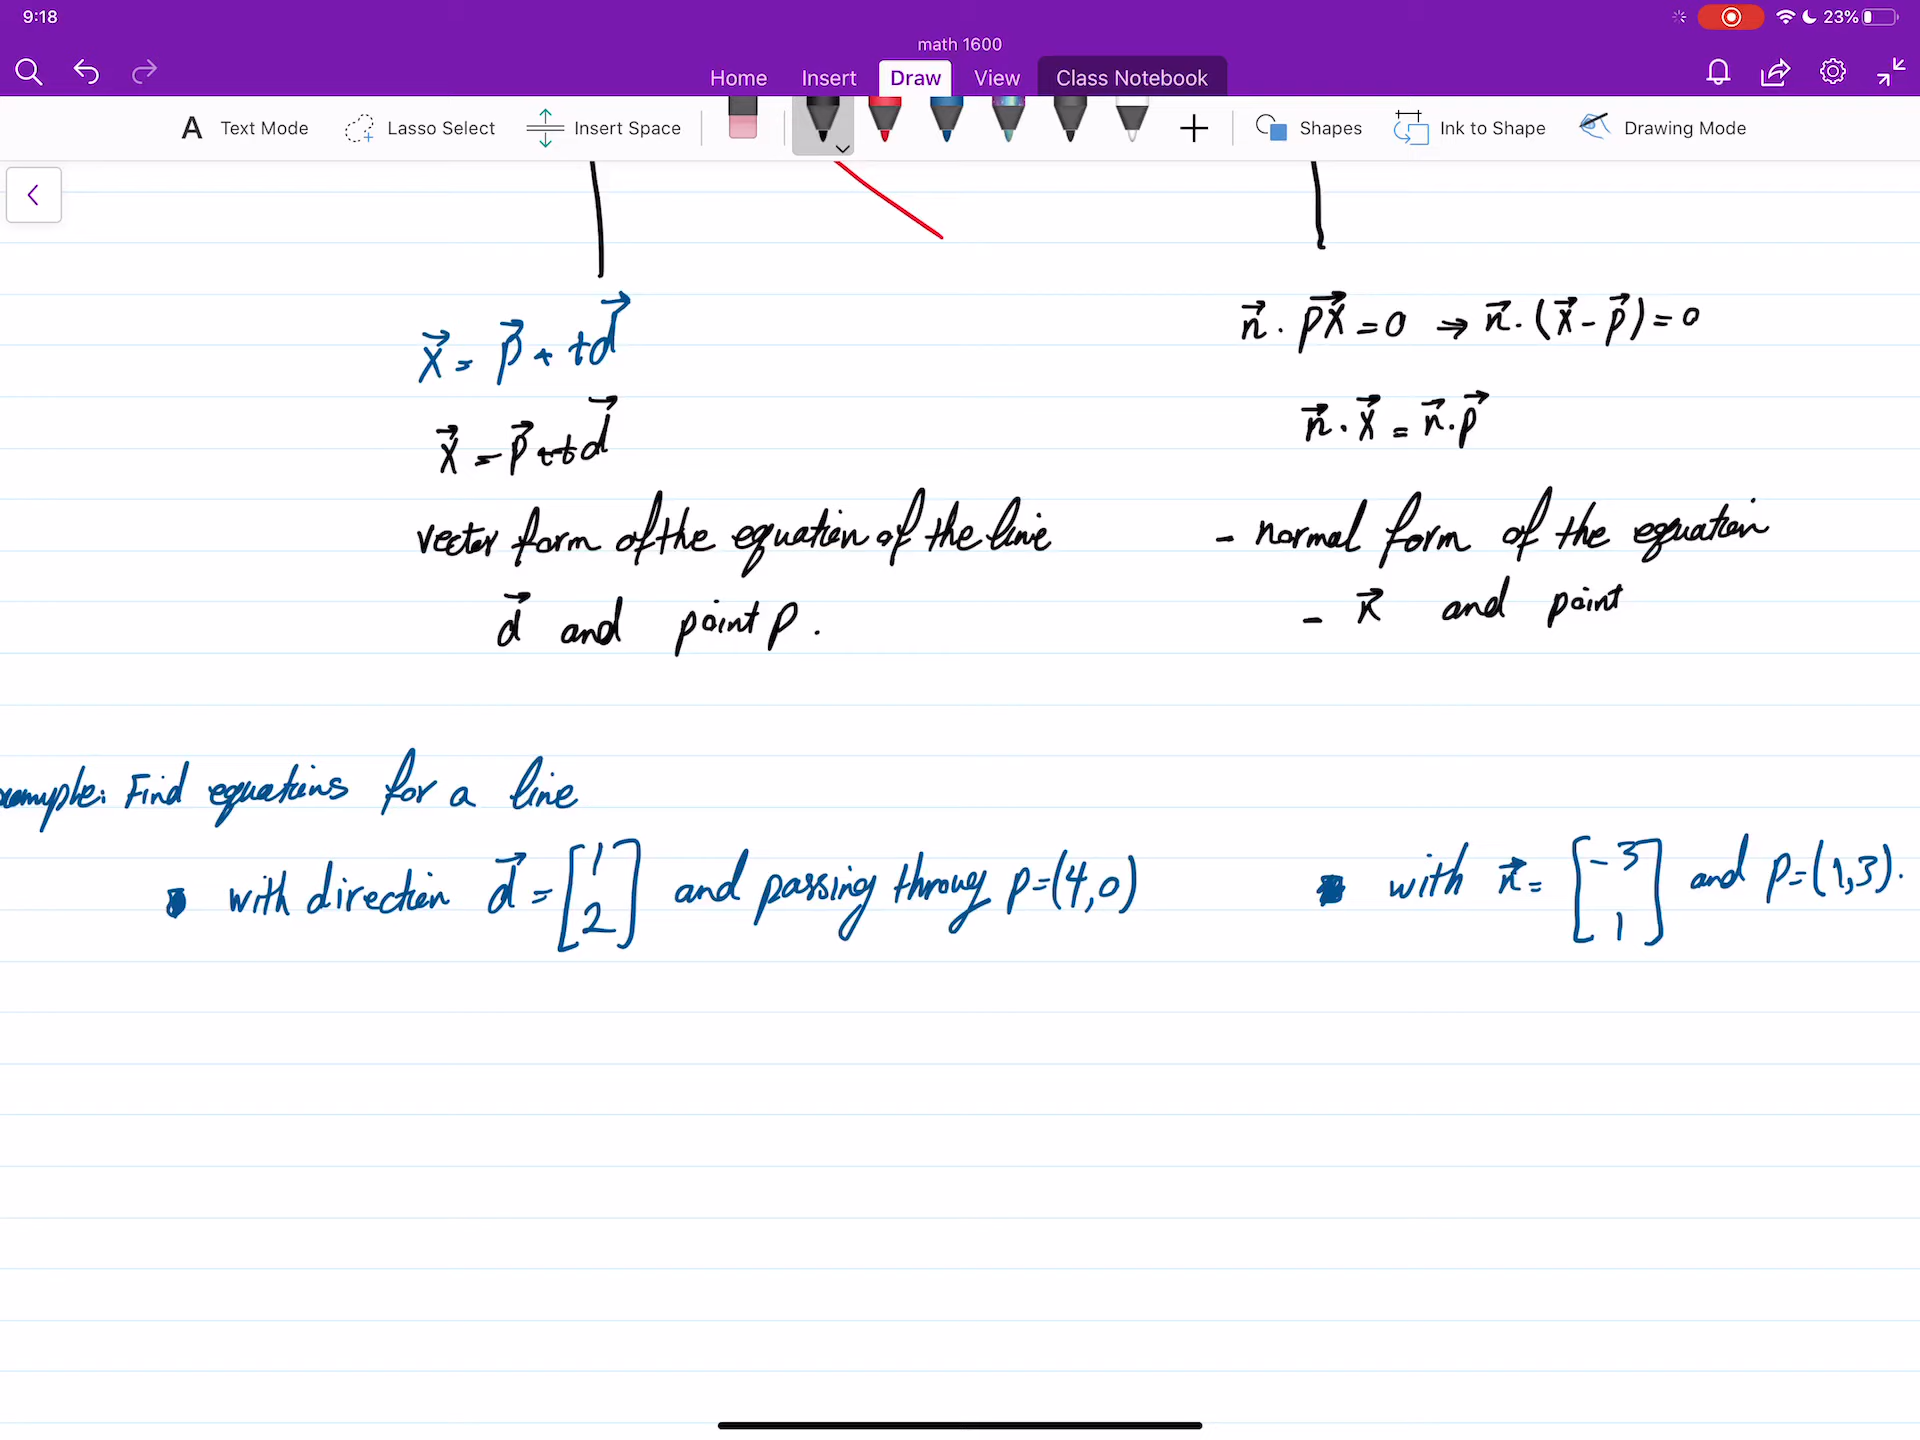 9:18
23%
math 1600
Home Insert Draw View Class Notebook
A Text Mode Lasso Select Insert Space Shapes Ink to Shape Drawing Mode
x⃗ = p⃗ + td⃗
x⃗ = p⃗ + td⃗
vector form of the equation of the line
d⃗ and point p.
n⃗ · PX⃗ = 0 ⇒ n⃗ · (x⃗ - p⃗) = 0
n⃗ · x⃗ = n⃗ · p⃗
- normal form of the equation
- n⃗ and point
xample: Find equations for a line
• with direction d⃗ = [1 2] and passing throug p=(4,0)
• with n⃗ = [-3 1] and p=(1,3).